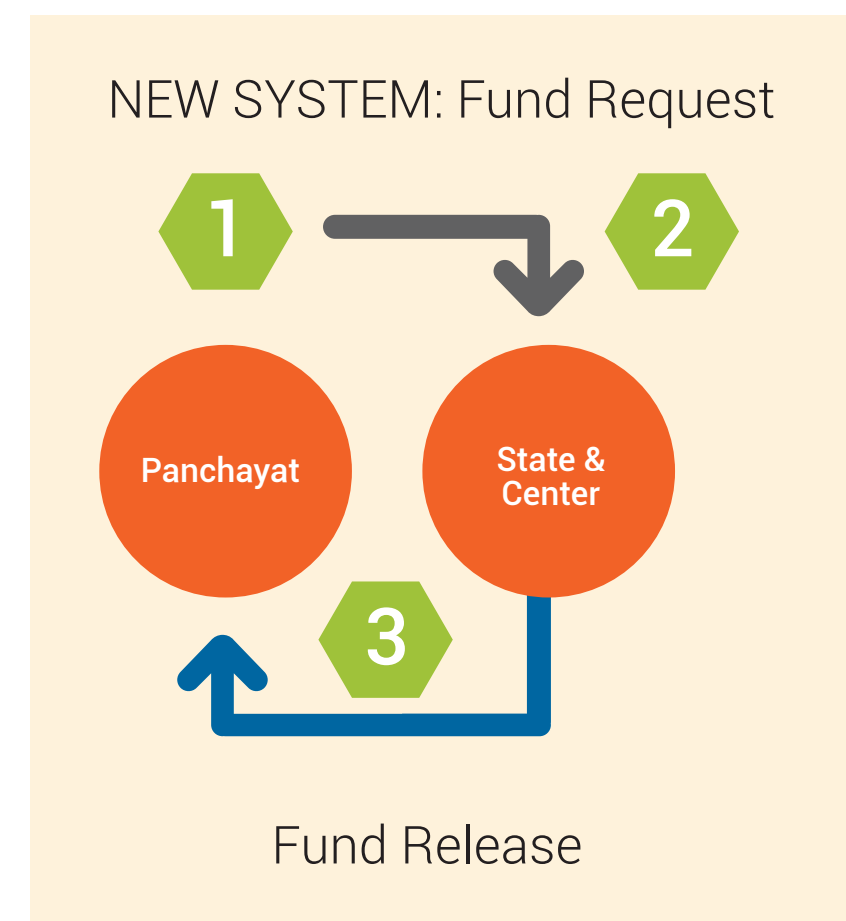 NEW SYSTEM: Fund Request
1
2
Panchayat
State &
Center
3
Fund Release